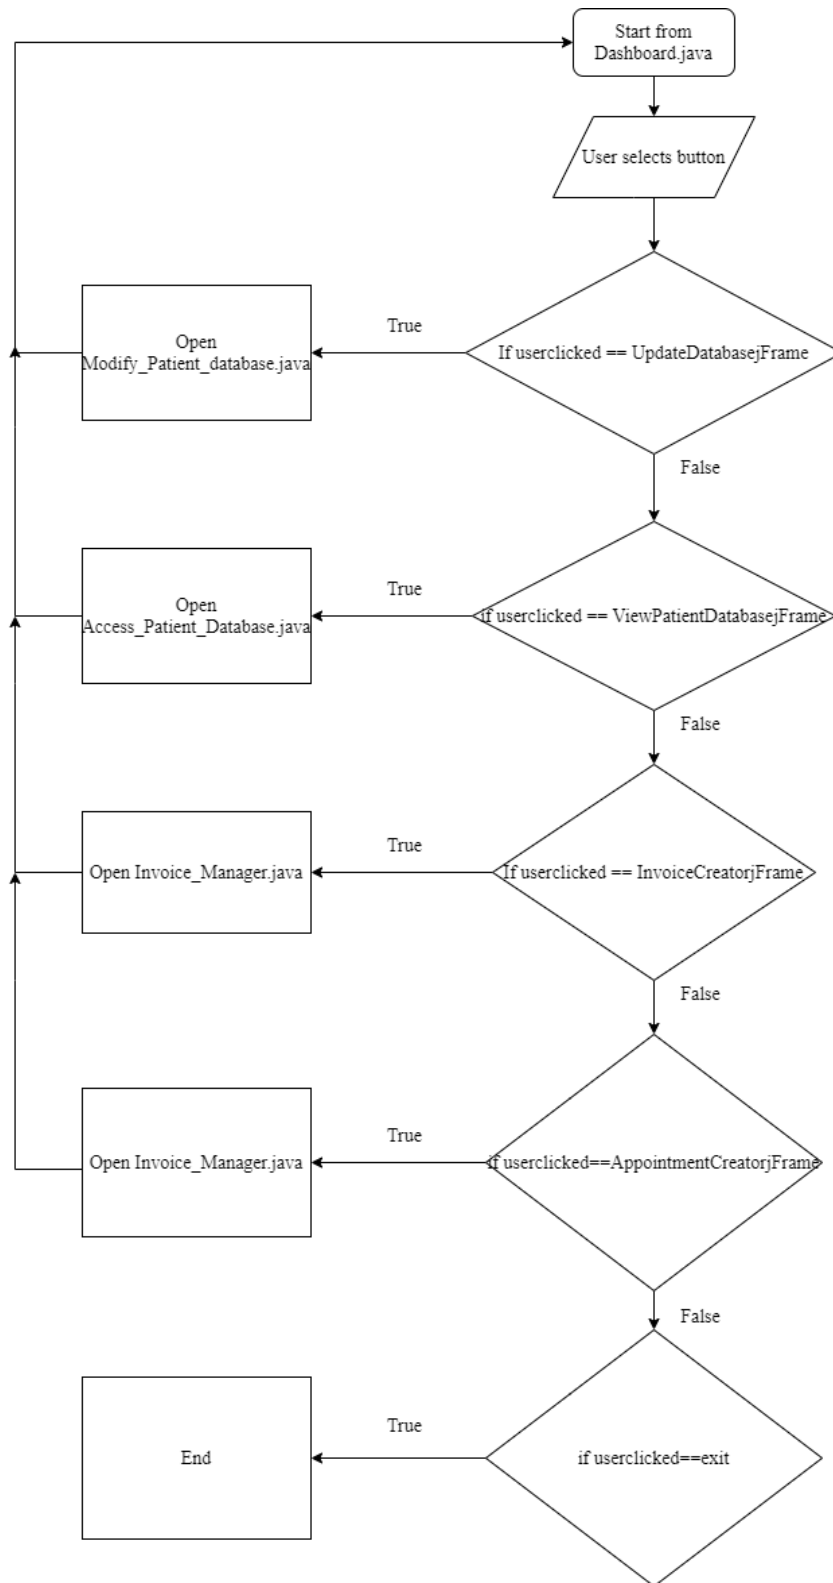 Start from
Dashboard.java
User selects button
True
Open
Modify_Patient_database.java
If userclicked == UpdateDatabasejFrame
False
True
Open
Access_Patient_Database.java
if userclicked == ViewPatientDatabasejFrame
False
True
Open Invoice_Manager.java
If userclicked == InvoiceCreatorjFrame
False
True
Open Invoice_Manager.java
if userclicked==AppointmentCreatorjFrame
False
True
End
if userclicked==exit